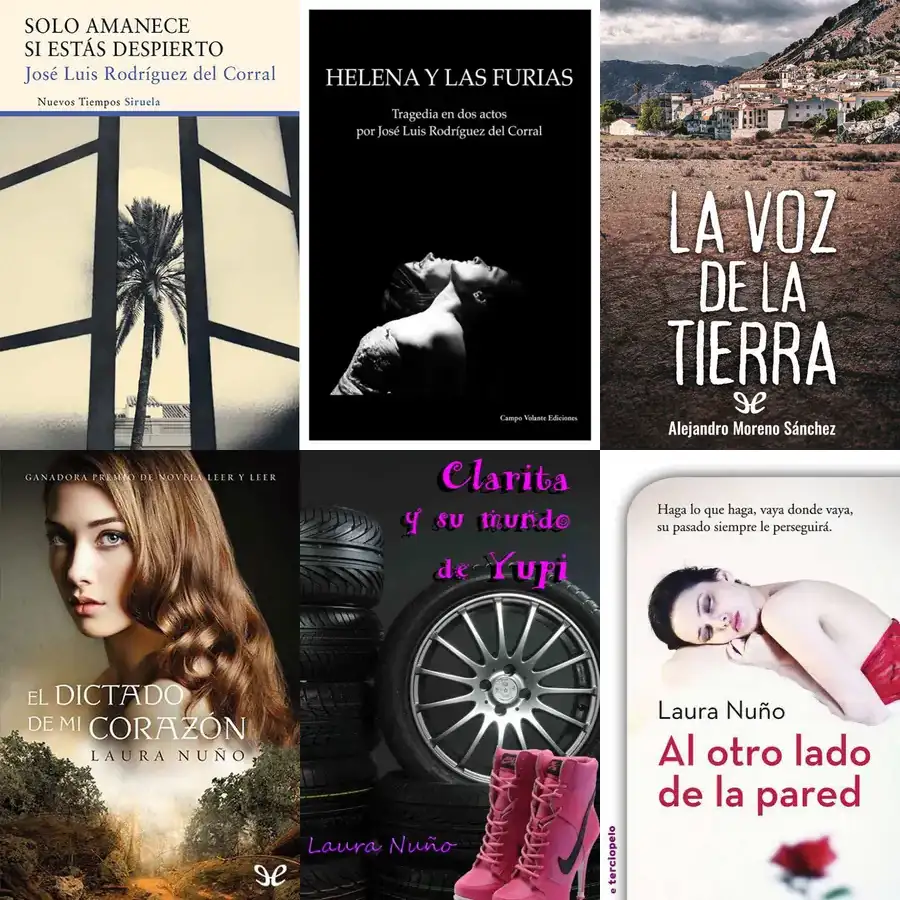 SOLO AMANECE
SI ESTÁS DESPIERTO
José Luis Rodríguez del Corral
Nuevos Tiempos Siruela
HELENA Y LAS FURIAS
Tragedia en dos actos
por José Luis Rodríguez del Corral
Campo Volante Ediciones
LA VOZ
DE LA
TIERRA
Alejandro Moreno Sánchez
GANADORA PREMIO DE NOVELA LEER Y LEER
EL DICTADO
DE MI CORAZÓN
LAURA NUÑO
Clarita
y su mundo
de Yupi
Laura Nuño
Haga lo que haga, vaya donde vaya,
su pasado siempre le perseguirá.
Laura Nuño
Al otro lado
de la pared
e terciopelo